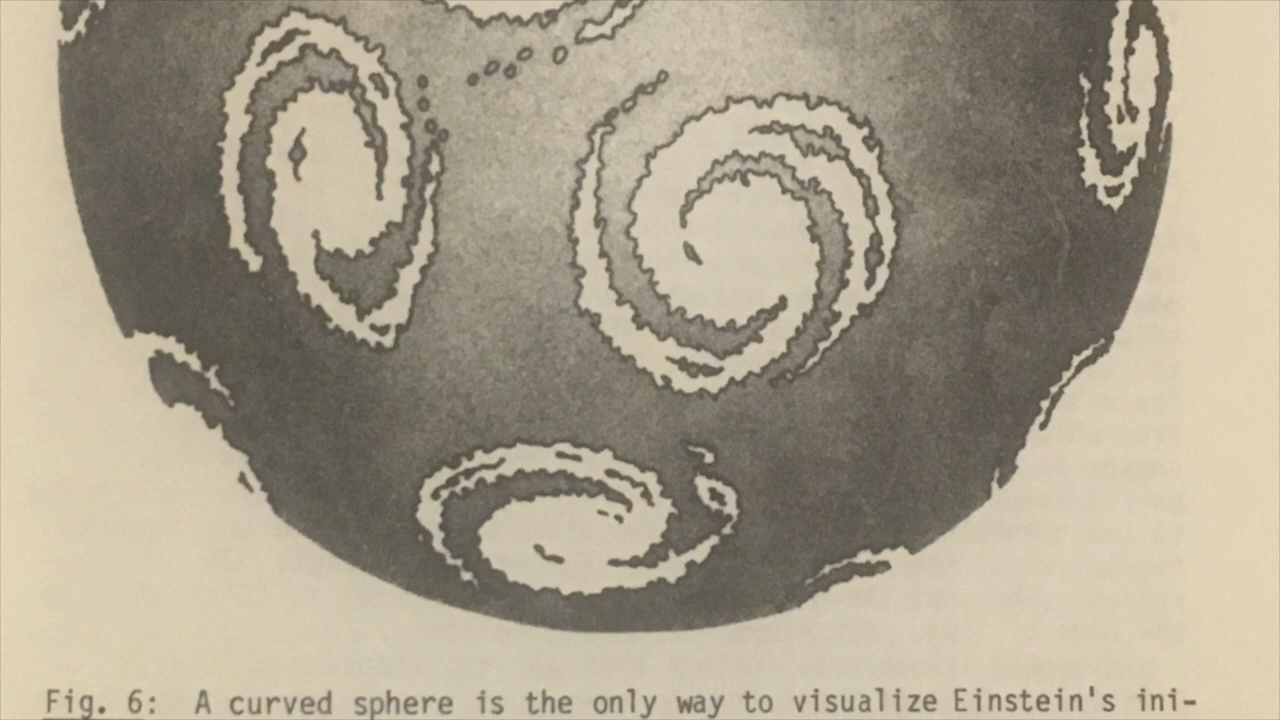 Fig. 6: A curved sphere is the only way to visualize Einstein's ini-